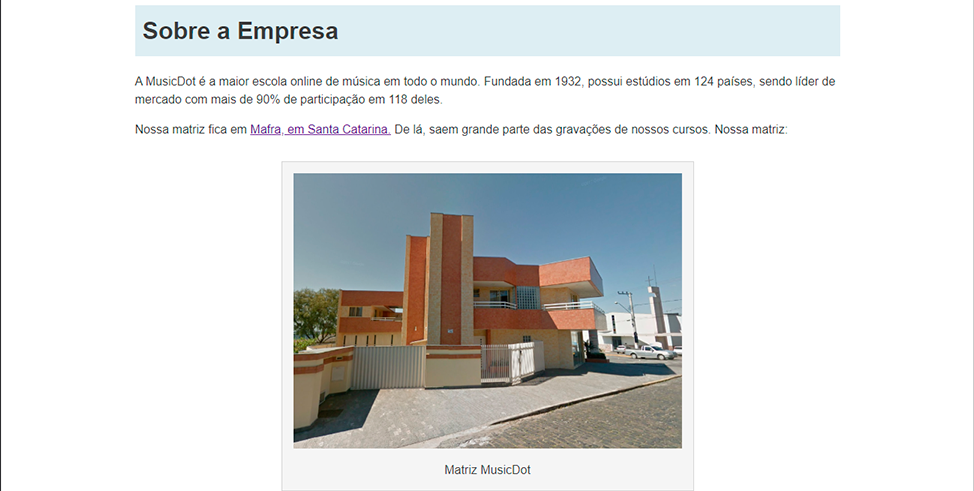 Sobre a Empresa
A MusicDot é a maior escola online de música em todo o mundo. Fundada em 1932, possui estúdios em 124 países, sendo líder de
mercado com mais de 90% de participação em 118 deles.
Nossa matriz fica em Mafra, em Santa Catarina. De lá, saem grande parte das gravações de nossos cursos. Nossa matriz:
Matriz MusicDot